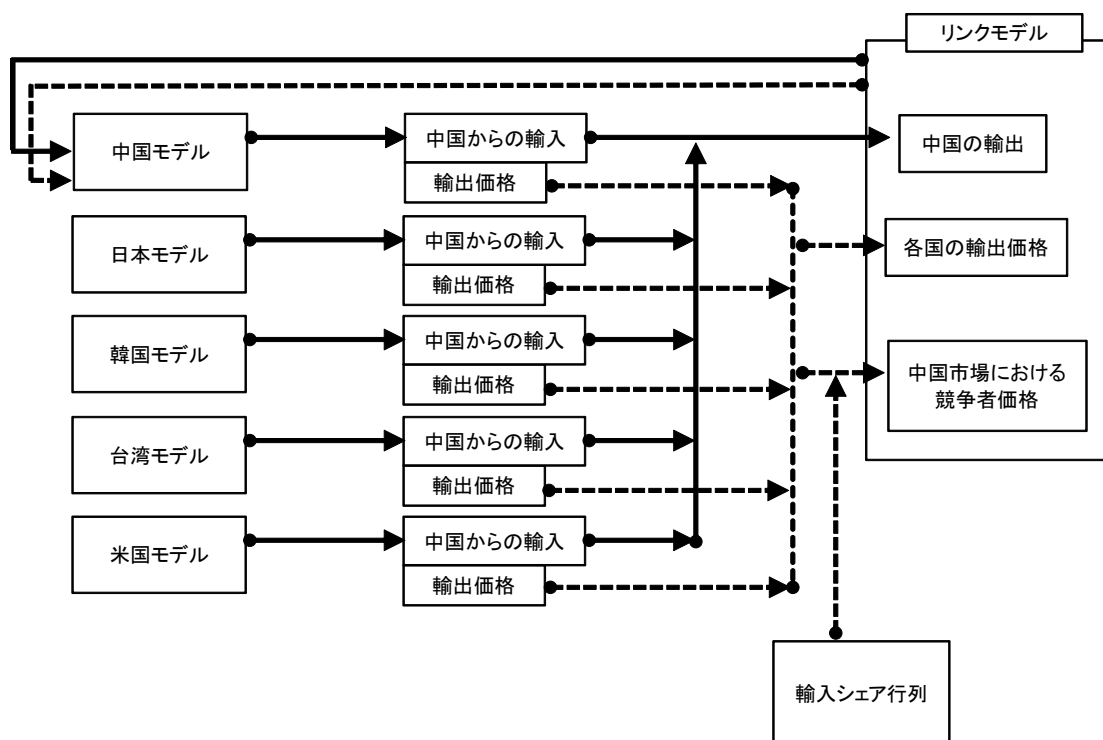 リンクモデル
中国モデル
中国からの輸入
輸出価格
中国の輸出
日本モデル
中国からの輸入
輸出価格
各国の輸出価格
韓国モデル
中国からの輸入
輸出価格
中国市場における
競争者価格
台湾モデル
中国からの輸入
輸出価格
米国モデル
中国からの輸入
輸出価格
輸入シェア行列